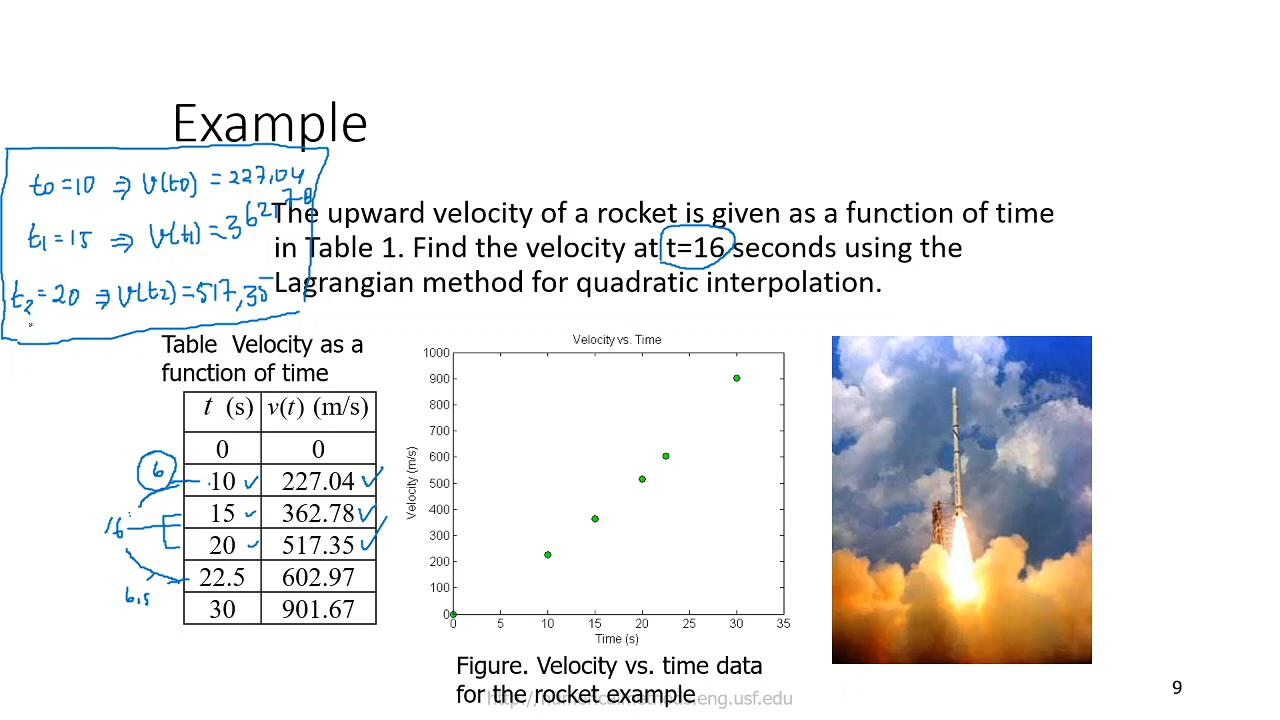 Example
t0=10 ⇒ v(t0) = 227,04
t1 = 15 ⇒ v(t1) = 362,78
t2 = 20 ⇒ v(t2) = 517,35
The upward velocity of a rocket is given as a function of time
in Table 1. Find the velocity at t=16 seconds using the
Lagrangian method for quadratic interpolation.
Table Velocity as a
function of time
t (s) v(t) (m/s)
0 0
6
10 227.04
15 362.78
16
20 517.35
22.5 602.97
6,5
30 901.67
Velocity vs. Time
Velocity (m/s)
1000
900
800
700
600
500
400
300
200
100
0
0 5 10 15 20 25 30 35
Time (s)
Figure. Velocity vs. time data
for the rocket example
http://numericalmethods.eng.usf.edu
9